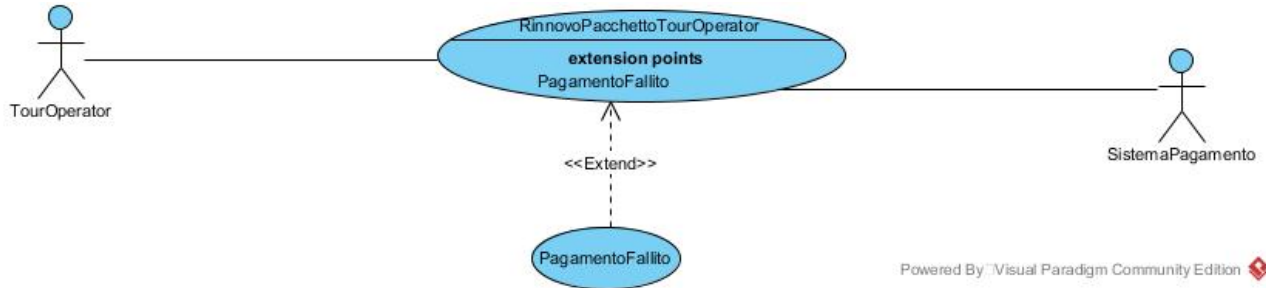 RinnovoPacchettoTourOperator
extension points
PagamentoFallito
TourOperator
SistemaPagamento
<<Extend>>
PagamentoFallito
Powered By Visual Paradigm Community Edition